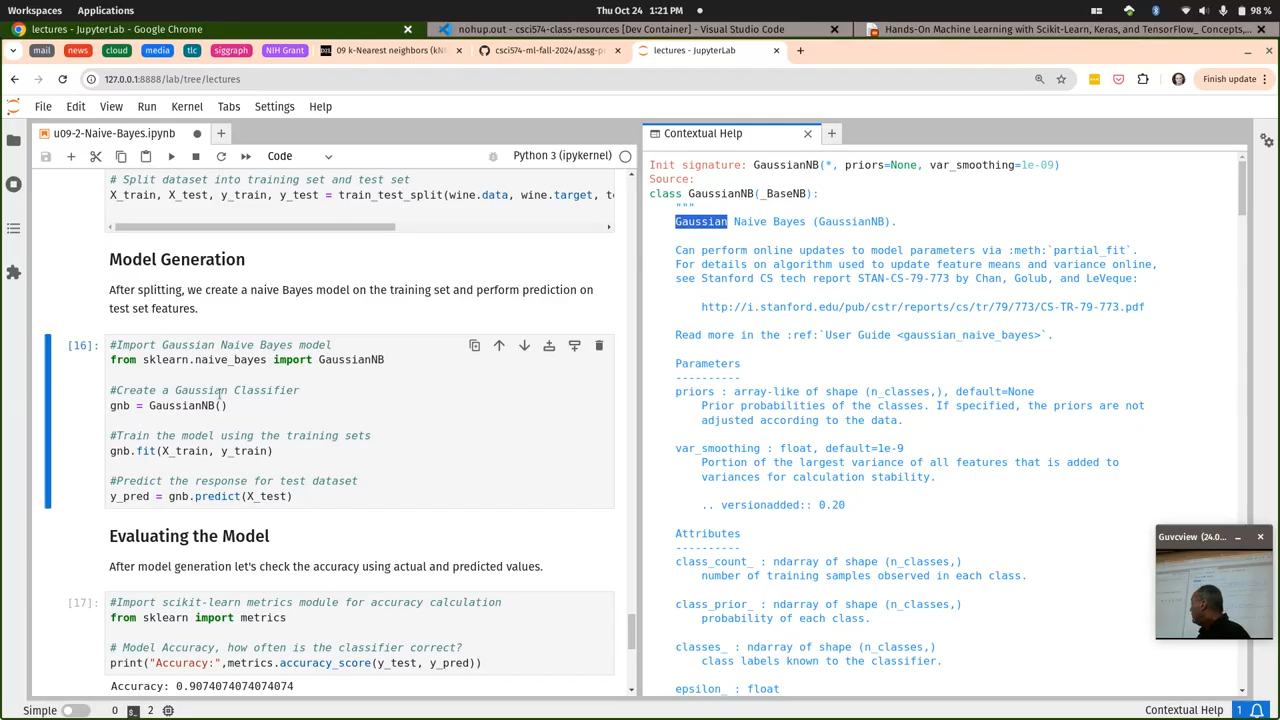 Workspaces Applications Thu Oct 24 1:21 PM 98 %
lectures - JupyterLab - Google Chrome
nohup.out - csci574-class-resources [Dev Container] - Visual Studio Code
Hands-On Machine Learning with Scikit-Learn, Keras, and TensorFlow_ Concepts,...
mail news cloud media tlc siggraph NIH Grant 09 k-Nearest neighbors (kNN csci574-ml-fall-2024/assg-p lectures - JupyterLab
127.0.0.1:8888/lab/tree/lectures Finish update
File Edit View Run Kernel Tabs Settings Help
u09-2-Naive-Bayes.ipynb
Code Python 3 (ipykernel)
# Split dataset into training set and test set
X_train, X_test, y_train, y_test = train_test_split(wine.data, wine.target, te
Model Generation
After splitting, we create a naive Bayes model on the training set and perform prediction on
test set features.
[16]: #Import Gaussian Naive Bayes model
from sklearn.naive_bayes import GaussianNB
#Create a Gaussian Classifier
gnb = GaussianNB()
#Train the model using the training sets
gnb.fit(X_train, y_train)
#Predict the response for test dataset
y_pred = gnb.predict(X_test)
Evaluating the Model
After model generation let's check the accuracy using actual and predicted values.
[17]: #Import scikit-learn metrics module for accuracy calculation
from sklearn import metrics
# Model Accuracy, how often is the classifier correct?
print("Accuracy:",metrics.accuracy_score(y_test, y_pred))
Accuracy: 0.9074074074074074
Contextual Help
Init signature: GaussianNB(*, priors=None, var_smoothing=1e-09)
Source:
class GaussianNB(_BaseNB):
"""
Gaussian Naive Bayes (GaussianNB).
Can perform online updates to model parameters via :meth:`partial_fit`.
For details on algorithm used to update feature means and variance online,
see Stanford CS tech report STAN-CS-79-773 by Chan, Golub, and LeVeque:
http://i.stanford.edu/pub/cstr/reports/cs/tr/79/773/CS-TR-79-773.pdf
Read more in the :ref:`User Guide <gaussian_naive_bayes>`.
Parameters
----------
priors : array-like of shape (n_classes,), default=None
Prior probabilities of the classes. If specified, the priors are not
adjusted according to the data.
var_smoothing : float, default=1e-9
Portion of the largest variance of all features that is added to
variances for calculation stability.
.. versionadded:: 0.20
Attributes
----------
class_count_ : ndarray of shape (n_classes,)
number of training samples observed in each class.
class_prior_ : ndarray of shape (n_classes,)
probability of each class.
classes_ : ndarray of shape (n_classes,)
class labels known to the classifier.
epsilon_ : float
Guvcview (24.0...
Simple 0 2 Contextual Help 1